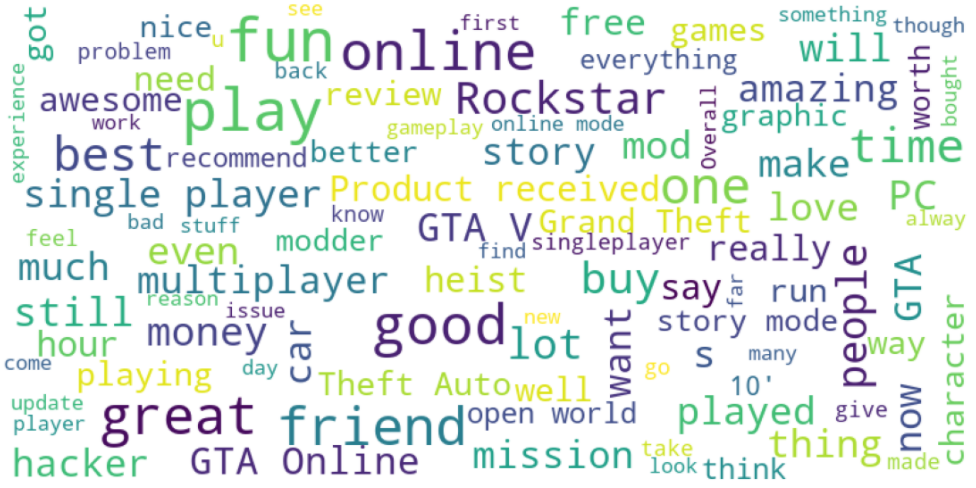 see
first
something
though
got
nice
u
fun
online
free
games
will
problem
back
everything
need
awesome
play
review
Rockstar
amazing
worth
bought
experience
work
gameplay
online mode
Overall
graphic
time
best
recommend
better
story
mod
make
single player
Product received
one
love
PC
bad
stuff
know
GTA V
Grand Theft
alway
feel
even
modder
find
singleplayer
really
much
multiplayer
heist
buy
say
far
run
people
GTA
still
reason
issue
good
new
story mode
character
hour
money
car
lot
want
s
many
way
come
playing
day
Theft Auto
well
go
10'
now
update
player
great
friend
open world
played
give
thing
hacker
GTA Online
mission
take
look
think
made